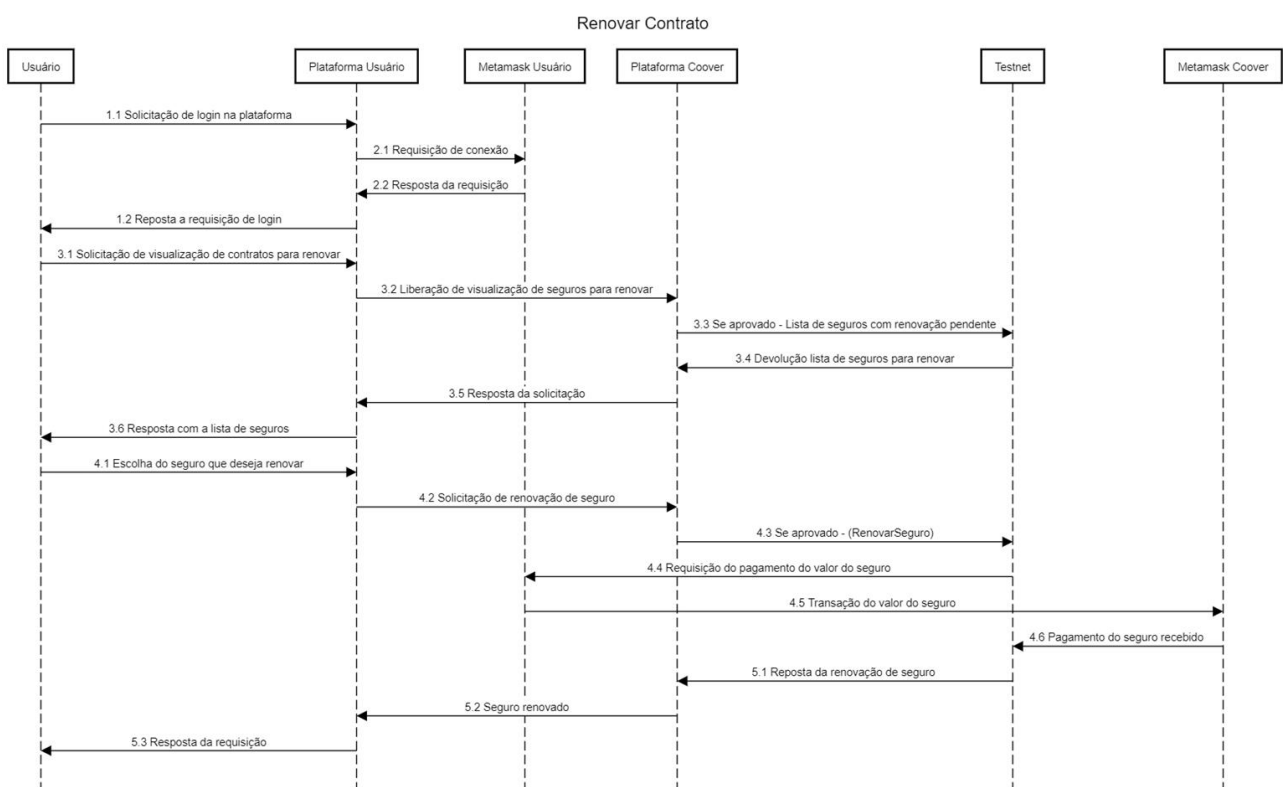 Renovar Contrato
Usuário
Plataforma Usuário
Metamask Usuário
Plataforma Coover
Testnet
Metamask Coover
1.1 Solicitação de login na plataforma
2.1 Requisição de conexão
2.2 Resposta da requisição
1.2 Reposta a requisição de login
3.1 Solicitação de visualização de contratos para renovar
3.2 Liberação de visualização de seguros para renovar
3.3 Se aprovado - Lista de seguros com renovação pendente
3.4 Devolução lista de seguros para renovar
3.5 Resposta da solicitação
3.6 Resposta com a lista de seguros
4.1 Escolha do seguro que deseja renovar
4.2 Solicitação de renovação de seguro
4.3 Se aprovado - (RenovarSeguro)
4.4 Requisição do pagamento do valor do seguro
4.5 Transação do valor do seguro
4.6 Pagamento do seguro recebido
5.1 Reposta da renovação de seguro
5.2 Seguro renovado
5.3 Resposta da requisição